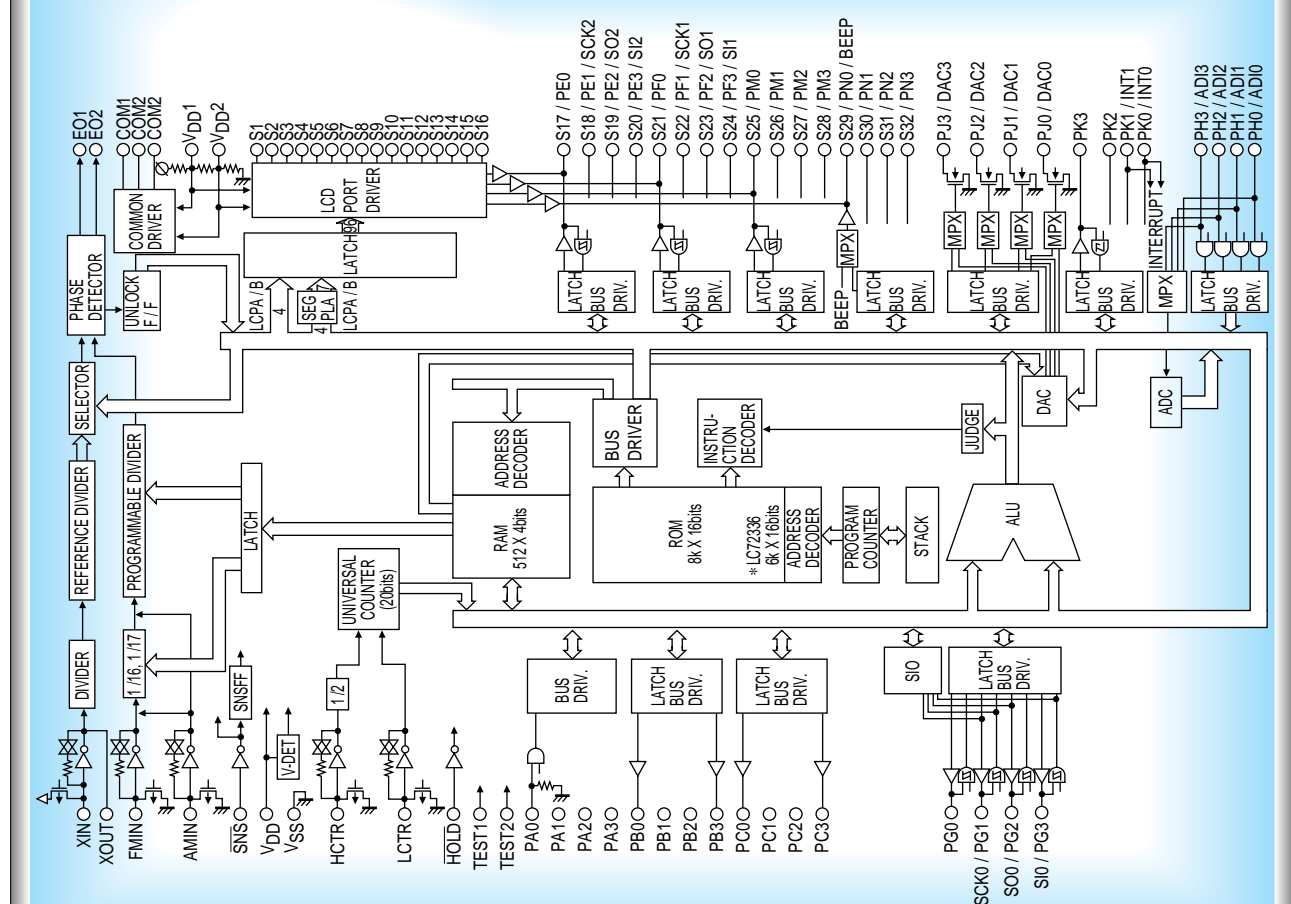 EO1
EO2
COM1
COM2
COM2
VDD1
VDD2
S1
S2
S3
S4
S5
S6
S7
S8
S9
S10
S11
S12
S13
S14
S15
S16
S17 / PE0
S18 / PE1 / SCK2
S19 / PE2 / SO2
S20 / PE3 / SI2
S21 / PF0
S22 / PF1 / SCK1
S23 / PF2 / SO1
S24 / PF3 / SI1
S25 / PM0
S26 / PM1
S27 / PM2
S28 / PM3
S29 / PN0 / BEEP
S30 / PN1
S31 / PN2
S32 / PN3
PJ3 / DAC3
PJ2 / DAC2
PJ1 / DAC1
PJ0 / DAC0
PK3
PK2
PK1 / INT1
PK0 / INT0
PH3 / ADI3
PH2 / ADI2
PH1 / ADI1
PH0 / ADI0
COMMON
DRIVER
LCD
PORT
DRIVER
LATCH96
PHASE
DETECTOR
UNLOCK
F / F
LCPA / B
4
SEG
PLA
4
7
LCPA / B
LATCH
BUS
DRIV.
LATCH
BUS
DRIV.
LATCH
BUS
DRIV.
BEEP
MPX
LATCH
BUS
DRIV.
MPX
MPX
MPX
MPX
LATCH
BUS
DRIV.
LATCH
BUS
DRIV.
INTERRUPT
MPX
LATCH
BUS
DRIV.
SELECTOR
REFERENCE DIVIDER
PROGRAMMABLE DIVIDER
LATCH
ADDRESS
DECODER
RAM
512 X 4bits
BUS
DRIVER
INSTRU-
CTION
DECODER
JUDGE
DAC
ADC
ROM
8k X 16bits
* LC72336
6k X 16bits
ADDRESS
DECODER
PROGRAM
COUNTER
STACK
ALU
UNIVERSAL
COUNTER
(20bits)
DIVIDER
1 /16, 1 /17
SNSFF
V-DET
1 / 2
BUS
DRIV.
LATCH
BUS
DRIV.
LATCH
BUS
DRIV.
SIO
LATCH
BUS
DRIV.
XIN
XOUT
FMIN
AMIN
SNS
VDD
VSS
HCTR
LCTR
HOLD
TEST1
TEST2
PA0
PA1
PA2
PA3
PB0
PB1
PB2
PB3
PC0
PC1
PC2
PC3
PG0
SCK0 / PG1
SO0 / PG2
SI0 / PG3